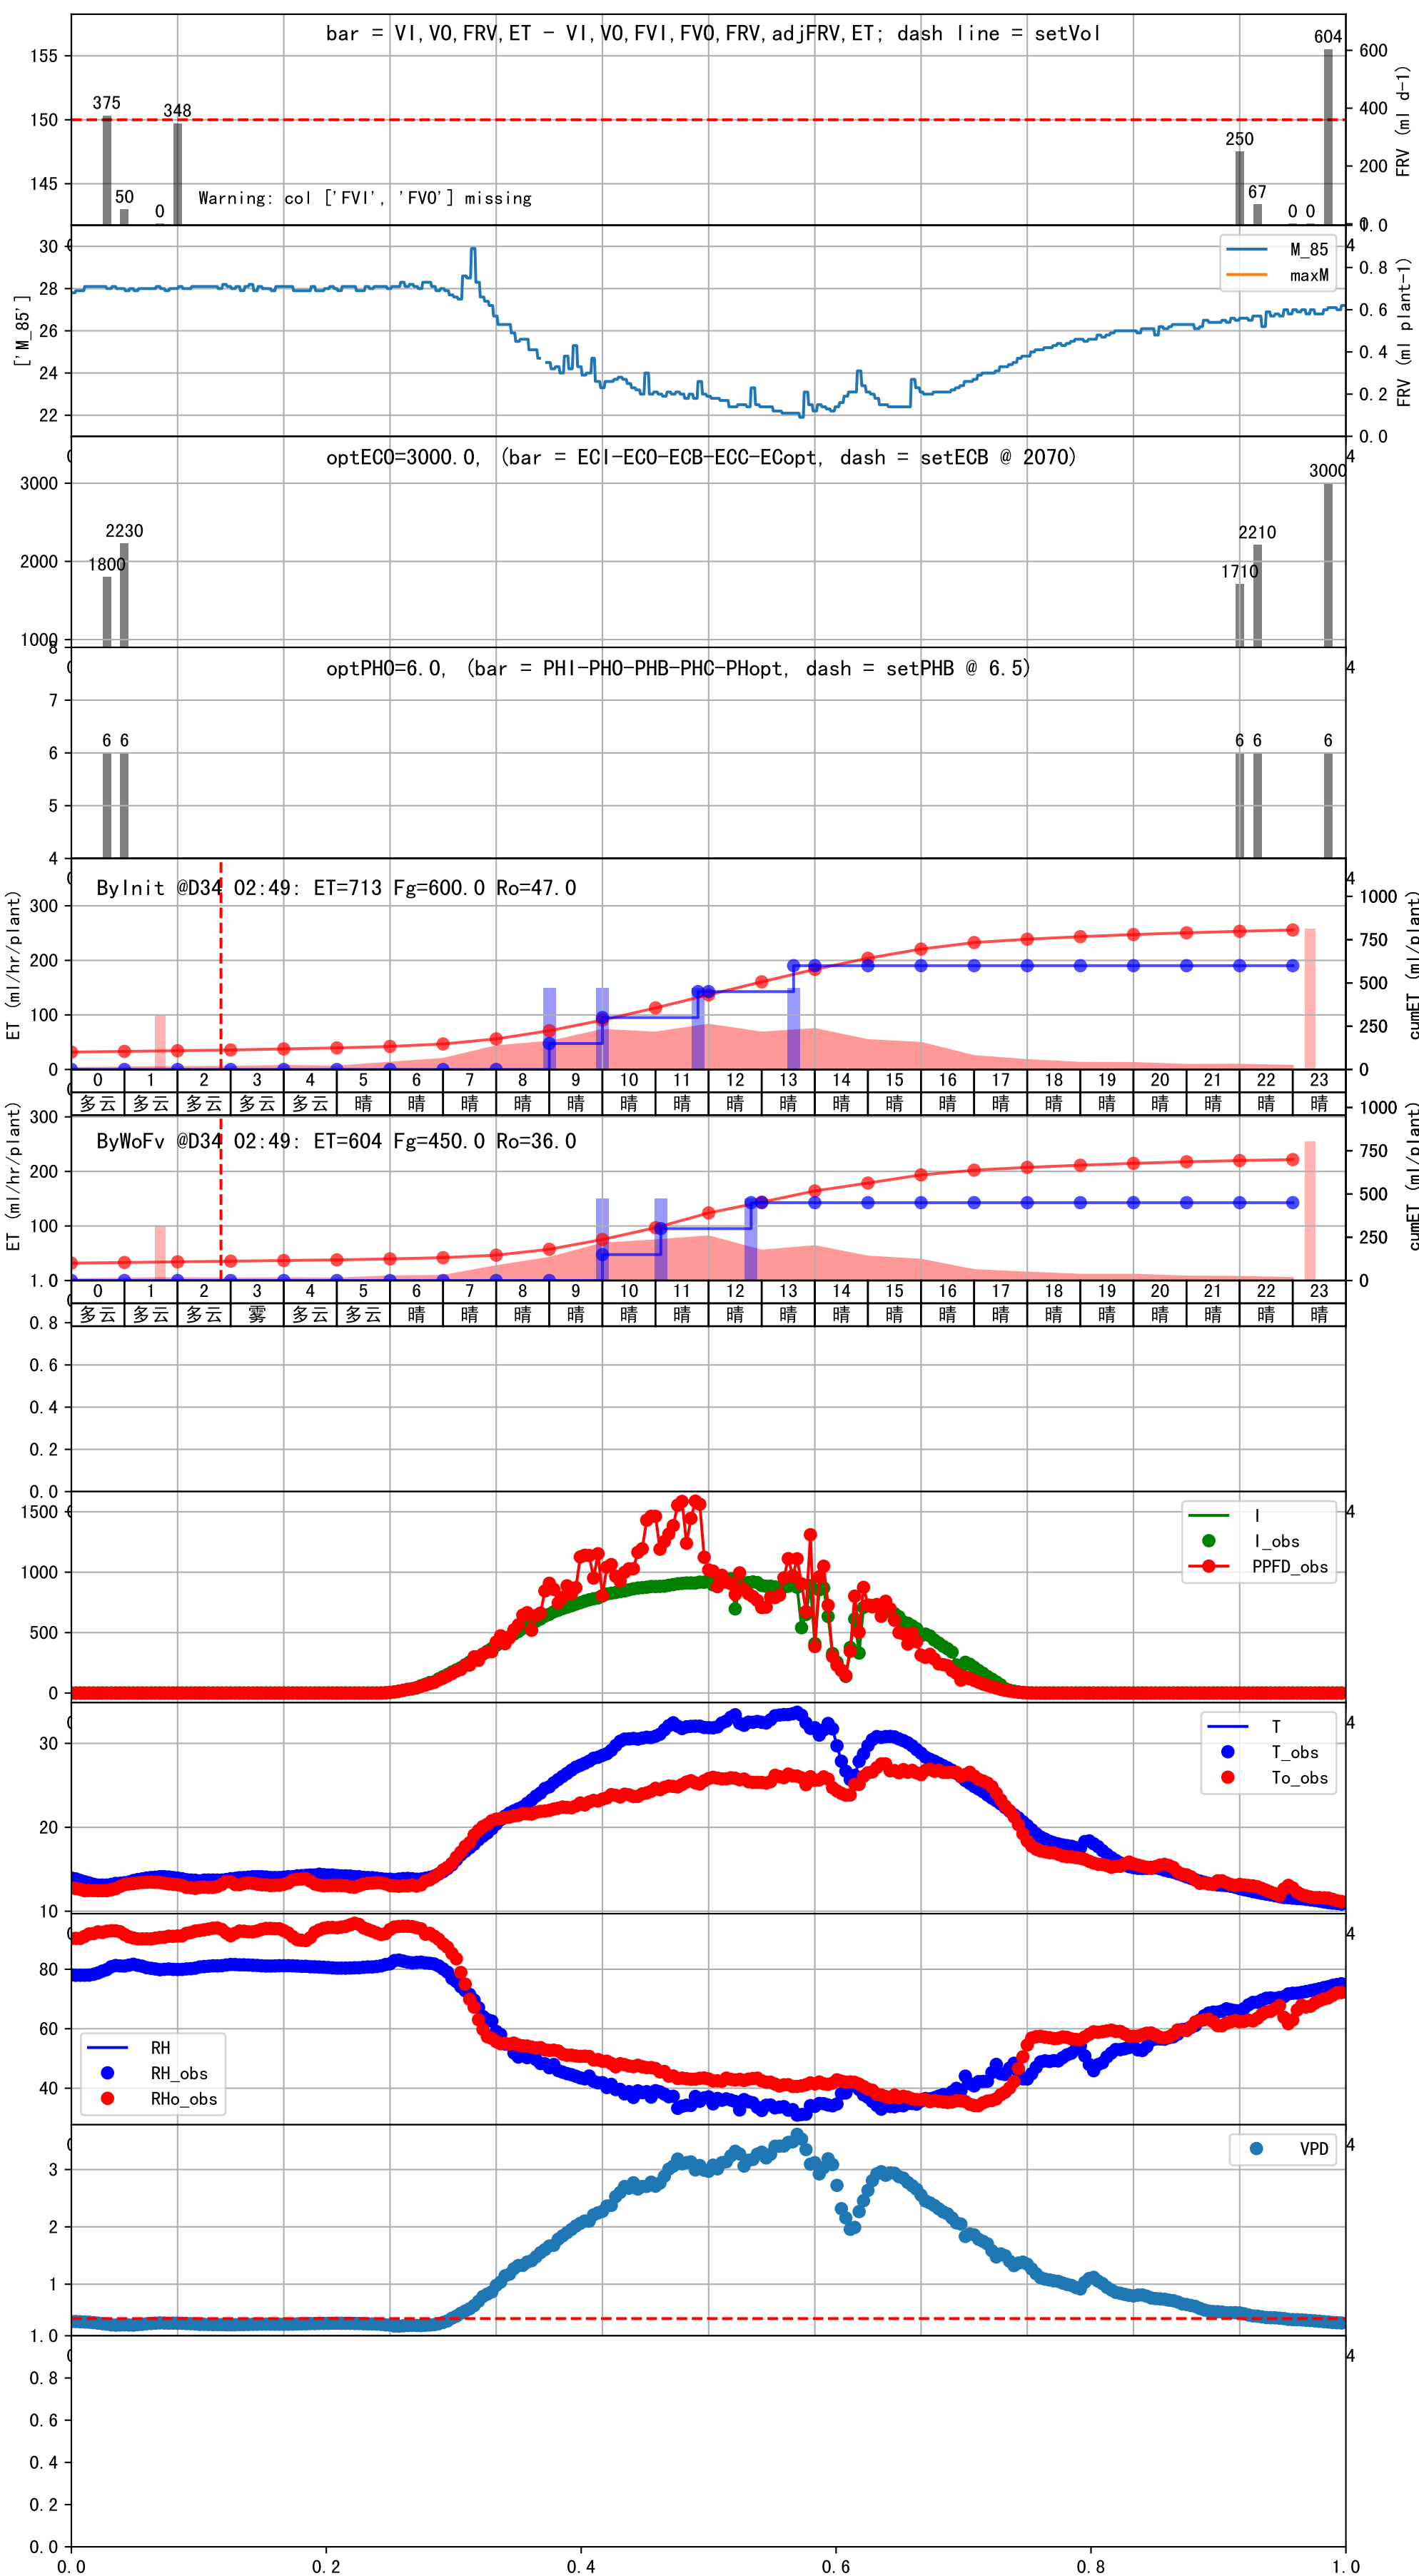 bar = VI,VO,FRV,ET - VI,VO,FVI,FVO,FRV,adjFRV,ET; dash line = setVol
155
150
145
600
400
200
0.0
FRV (ml d-1)
375
50
0
348
250
67
0
0
604
Warning: col ['FVI', 'FVO'] missing
30
28
26
24
22
['M_85']
M_85
maxM
0.8
0.6
0.4
0.2
0.0
FRV (ml plant-1)
optECO=3000.0, (bar = ECI-ECO-ECB-ECC-ECopt, dash = setECB @ 2070)
3000
2000
1000
1800
2230
1710
2210
3000
optPHO=6.0, (bar = PHI-PHO-PHB-PHC-PHopt, dash = setPHB @ 6.5)
8
7
6
5
4
6
6
6
6
6
ByInit @D34 02:49: ET=713 Fg=600.0 Ro=47.0
300
200
100
0
ET (ml/hr/plant)
1000
750
500
250
0
cumET (ml/plant)
0 1 2 3 4 5 6 7 8 9 10 11 12 13 14 15 16 17 18 19 20 21 22 23
多云 多云 多云 多云 多云 晴 晴 晴 晴 晴 晴 晴 晴 晴 晴 晴 晴 晴 晴 晴 晴 晴 晴 晴
ByWoFv @D34 02:49: ET=604 Fg=450.0 Ro=36.0
300
200
100
ET (ml/hr/plant)
1000
750
500
250
0
cumET (ml/plant)
0 1 2 3 4 5 6 7 8 9 10 11 12 13 14 15 16 17 18 19 20 21 22 23
多云 多云 多云 雾 多云 多云 晴 晴 晴 晴 晴 晴 晴 晴 晴 晴 晴 晴 晴 晴 晴 晴 晴 晴
1.0
0.8
0.6
0.4
0.2
0.0
1500
1000
500
0
I
I_obs
PPFD_obs
30
20
10
T
T_obs
To_obs
80
60
40
RH
RH_obs
RHo_obs
3
2
1
VPD
1.0
0.8
0.6
0.4
0.2
0.0
0.0 0.2 0.4 0.6 0.8 1.0